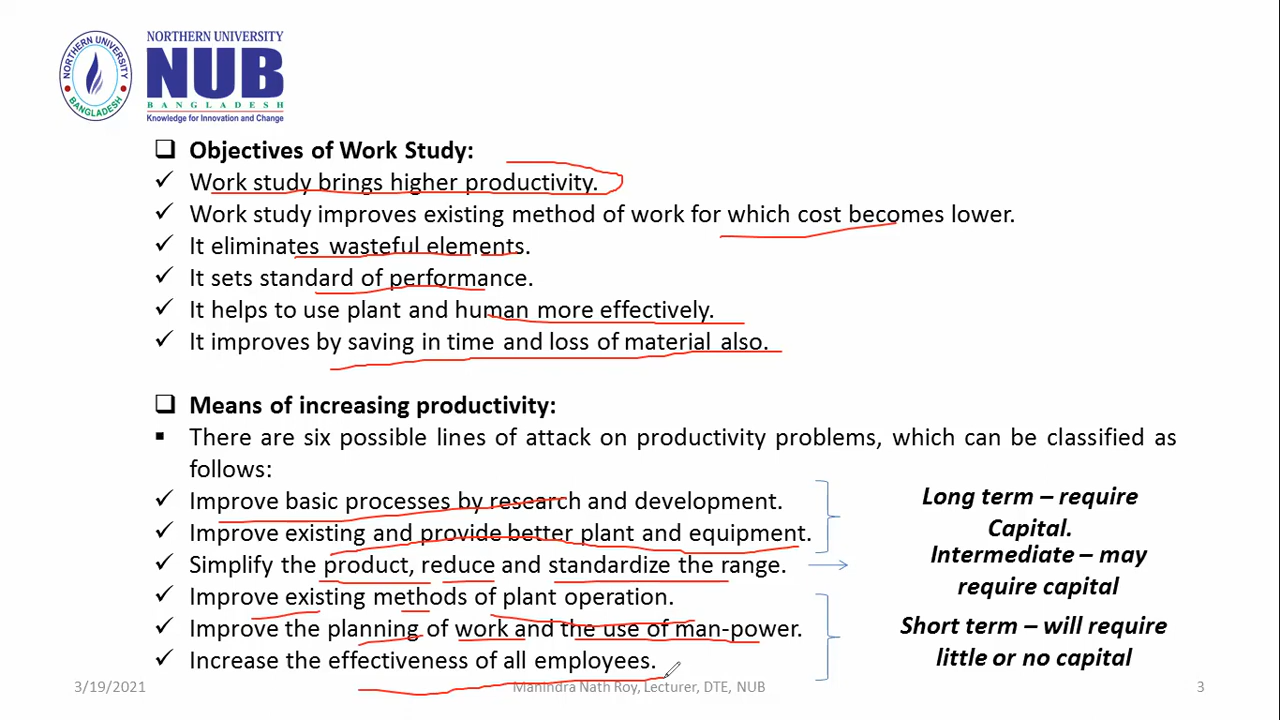 NORTHERN UNIVERSITY
NUB
BANGLADESH
Knowledge for Innovation and Change
NORTHERN UNIVERSITY
BANGLADESH
❑ Objectives of Work Study:
✓ Work study brings higher productivity.
✓ Work study improves existing method of work for which cost becomes lower.
✓ It eliminates wasteful elements.
✓ It sets standard of performance.
✓ It helps to use plant and human more effectively.
✓ It improves by saving in time and loss of material also.
❑ Means of increasing productivity:
▪ There are six possible lines of attack on productivity problems, which can be classified as
follows:
✓ Improve basic processes by research and development.
✓ Improve existing and provide better plant and equipment.
✓ Simplify the product, reduce and standardize the range.
✓ Improve existing methods of plant operation.
✓ Improve the planning of work and the use of man-power.
✓ Increase the effectiveness of all employees.
Long term – require
Capital.
Intermediate – may
require capital
Short term – will require
little or no capital
3/19/2021
Manindra Nath Roy, Lecturer, DTE, NUB
3